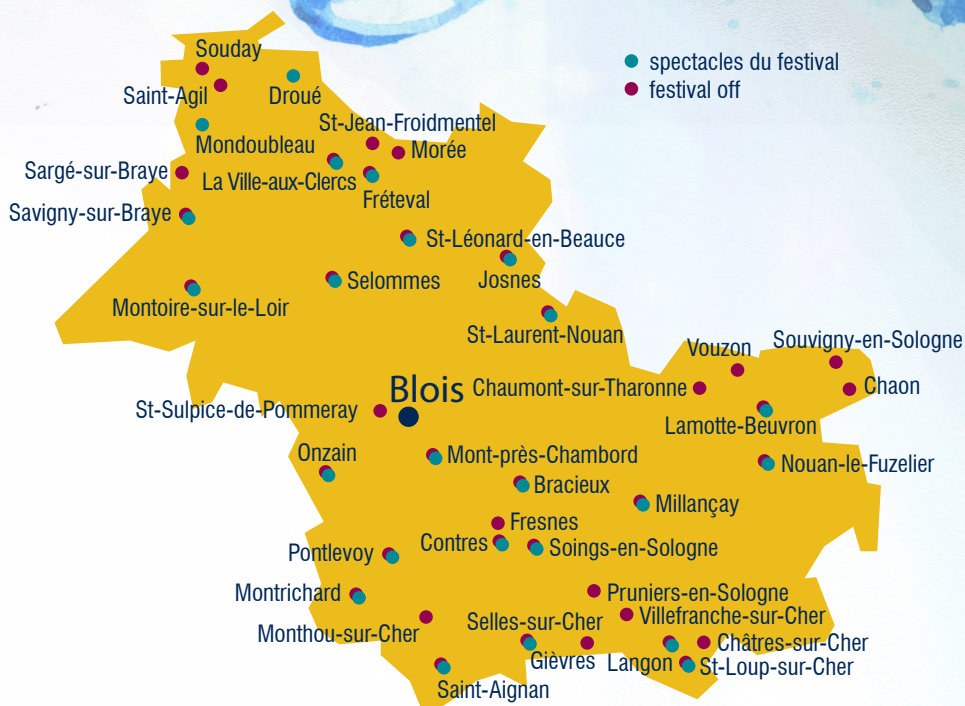 Souday
spectacles du festival
festival off
Saint-Agil
Droué
St-Jean-Froidmentel
Mondoubleau
Morée
Sargé-sur-Braye
La Ville-aux-Clercs
Fréteval
Savigny-sur-Braye
St-Léonard-en-Beauce
Selommes
Josnes
Montoire-sur-le-Loir
St-Laurent-Nouan
Vouzon
Souvigny-en-Sologne
Blois
Chaumont-sur-Tharonne
Chaon
St-Sulpice-de-Pommeray
Lamotte-Beuvron
Onzain
Mont-près-Chambord
Nouan-le-Fuzelier
Bracieux
Millançay
Fresnes
Contres
Soings-en-Sologne
Pontlevoy
Montrichard
Pruniers-en-Sologne
Selles-sur-Cher
Villefranche-sur-Cher
Monthou-sur-Cher
Châtres-sur-Cher
Gièvres
Langon
St-Loup-sur-Cher
Saint-Aignan